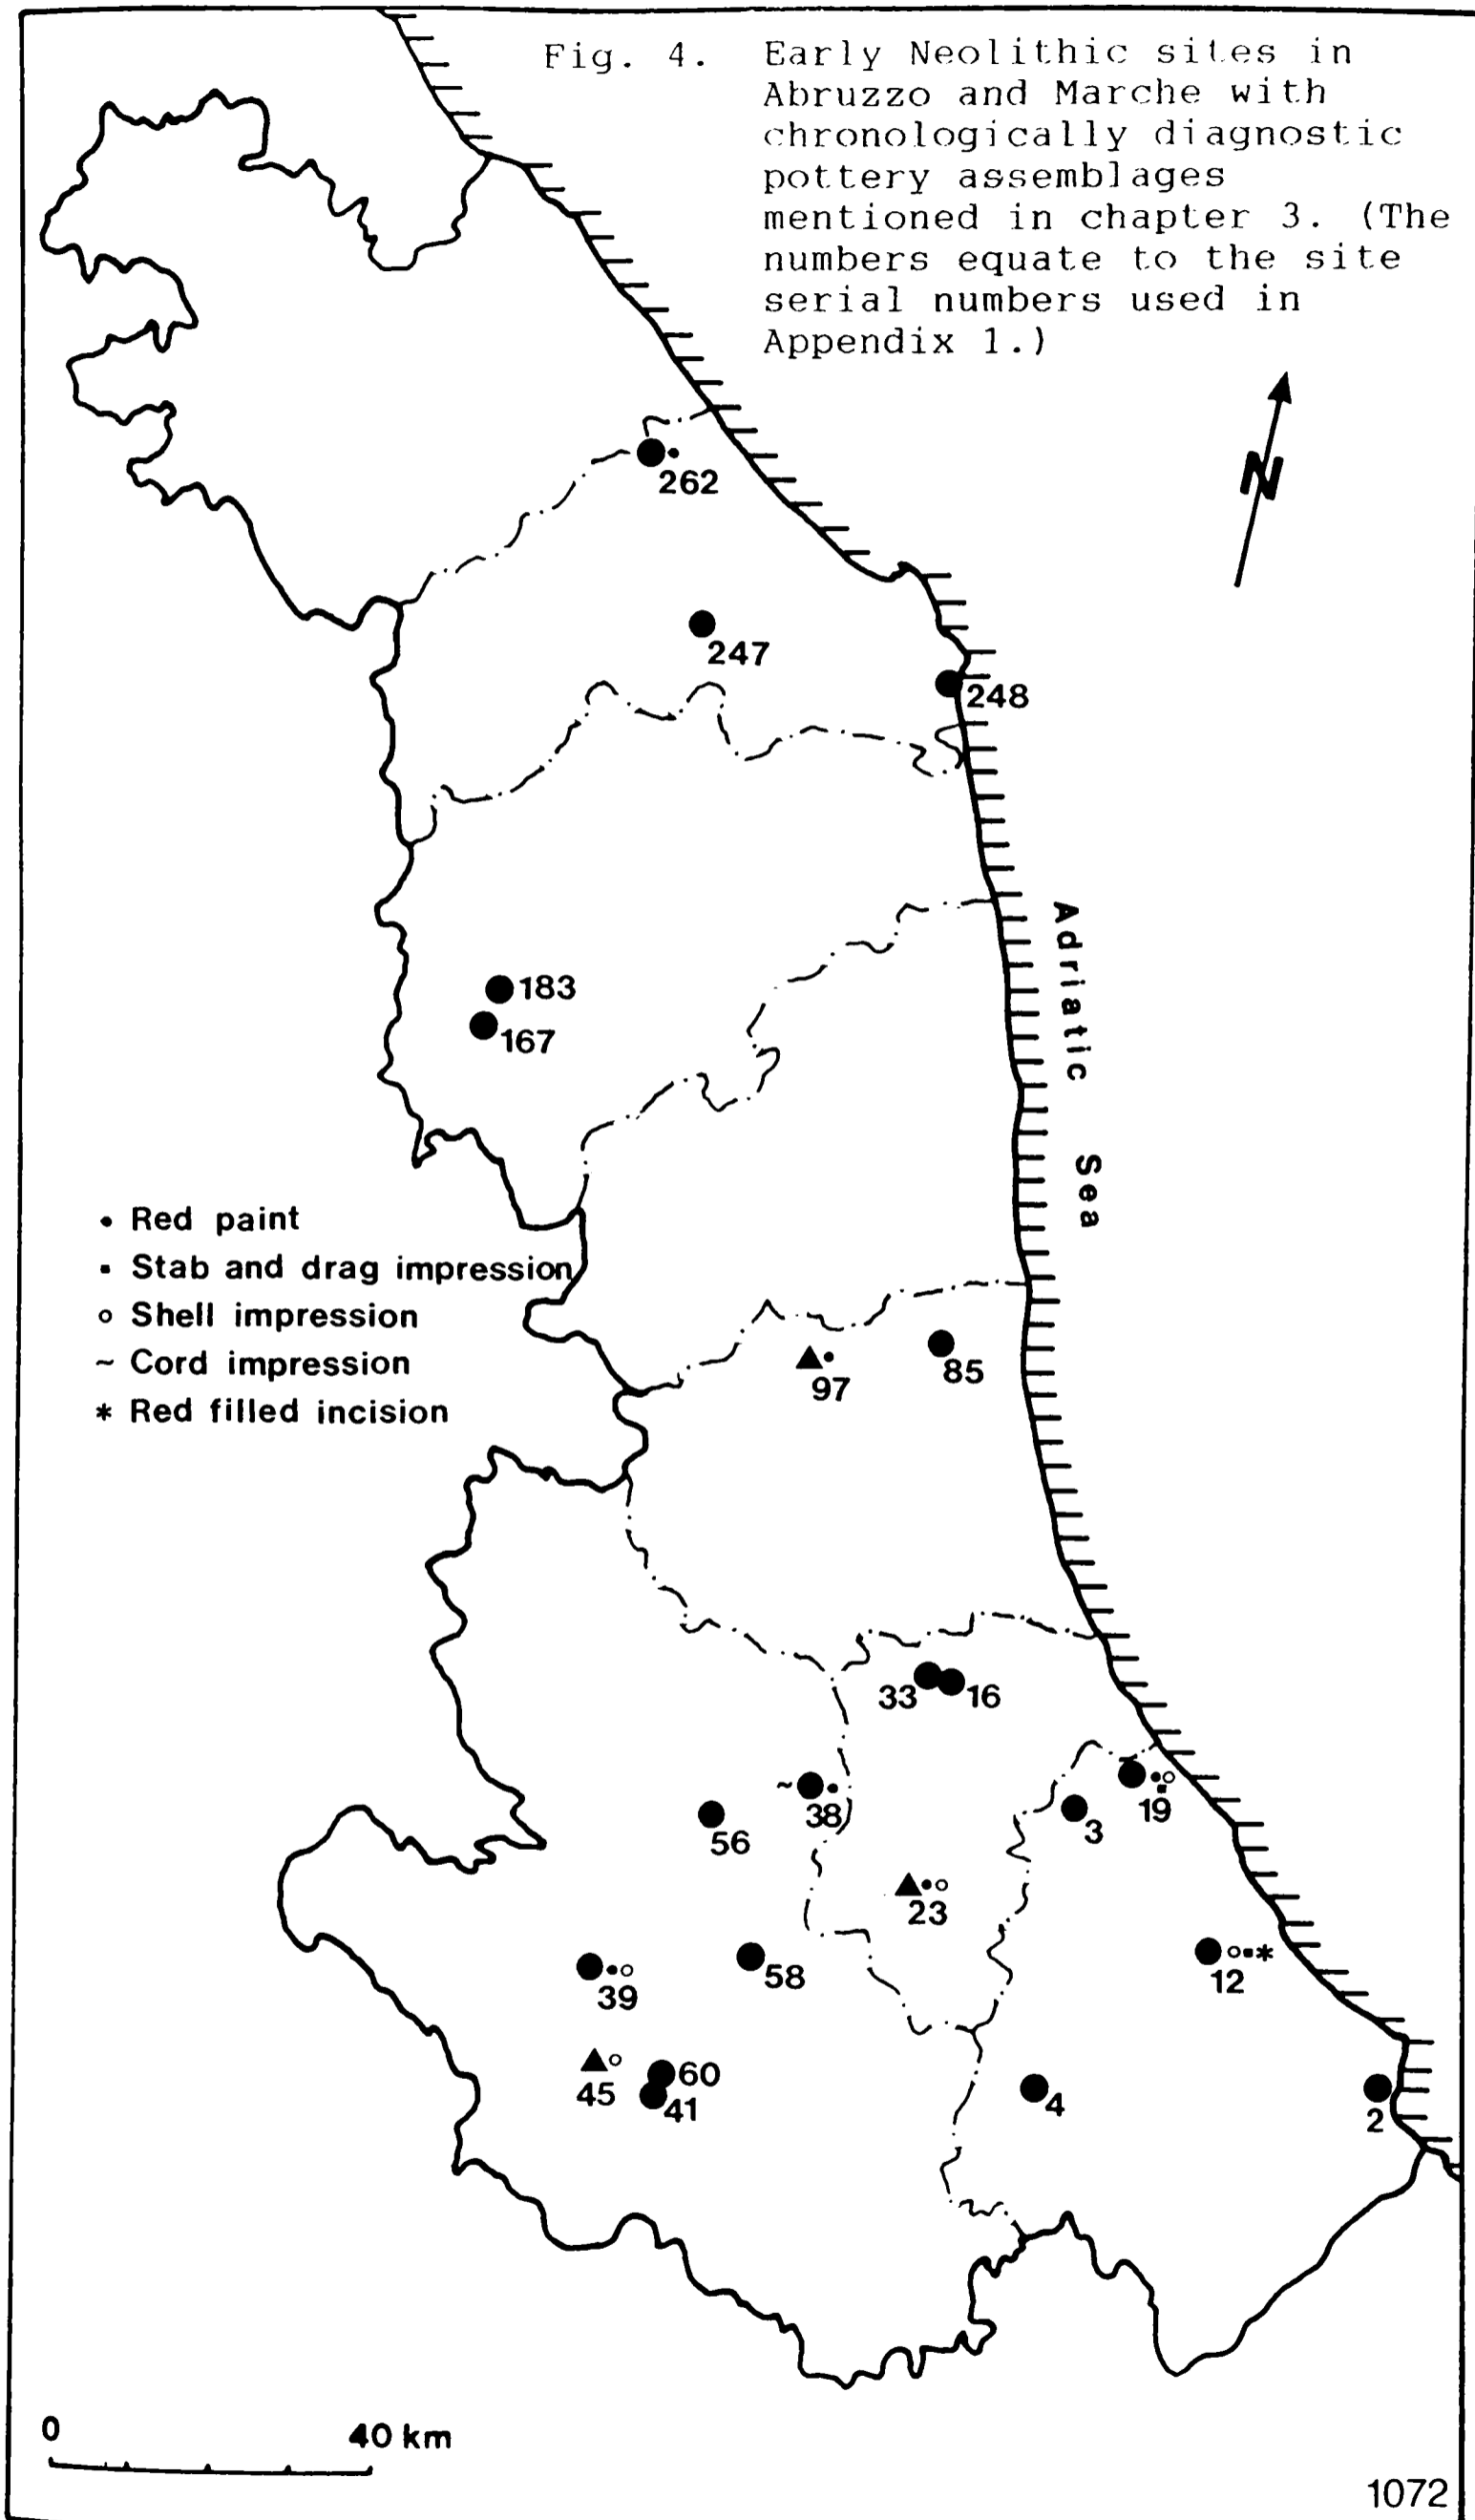 Fig. 4. Early Neolithic sites in
Abruzzo and Marche with
chronologically diagnostic
pottery assemblages
mentioned in chapter 3. (The
numbers equate to the site
serial numbers used in
Appendix 1.)
N
262
247
248
183
167
Adriatic Sea
• Red paint
▪ Stab and drag impression
○ Shell impression
~ Cord impression
* Red filled incision
97
85
33
16
38
19
3
56
23
12
58
39
60
45
41
4
2
0 40 km
1072